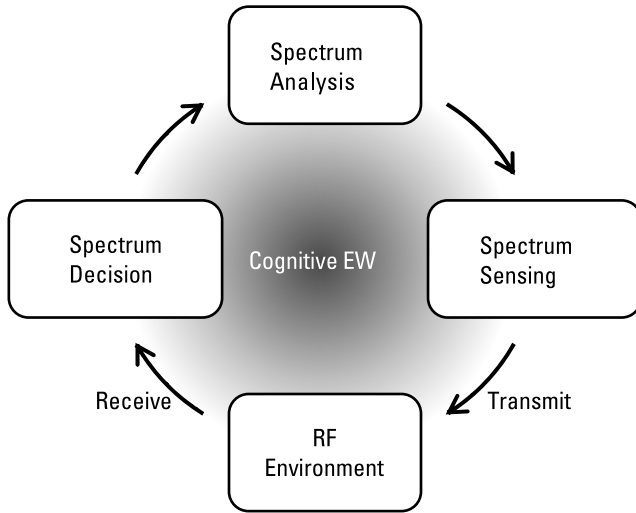 Spectrum
Analysis
Spectrum
Decision
Cognitive EW
Spectrum
Sensing
Receive
Transmit
RF
Environment